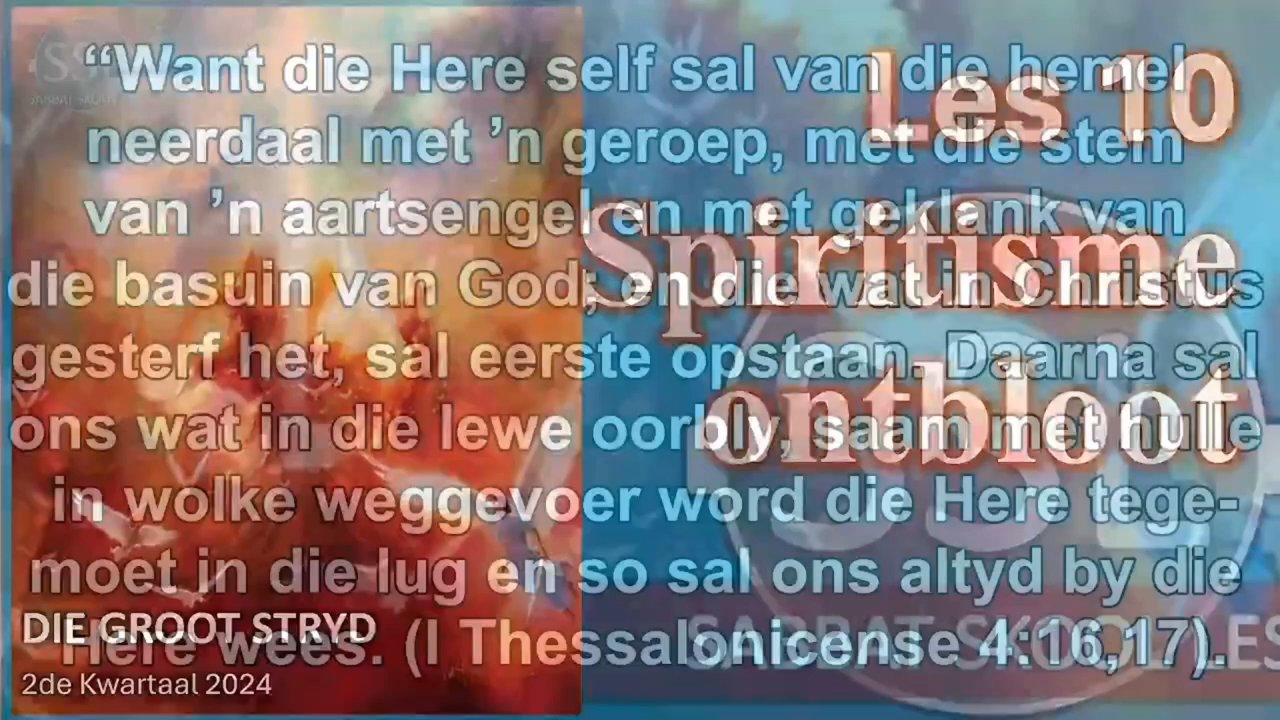 “Want die Here self sal van die hemel
neerdaal met ’n geroep, met die stem
van ’n aartsengel en met geklank van
die basuin van God; en die wat in Christus
gesterf het, sal eerste opstaan. Daarna sal
ons wat in die lewe oorbly, saam met hulle
in wolke weggevoer word die Here tege-
moet in die lug en so sal ons altyd by die
Here wees. (I Thessalonicense 4:16,17).
Les 10
Spiritisme
ontbloot
DIE GROOT STRYD
2de Kwartaal 2024
SABBAT SKOOL LES